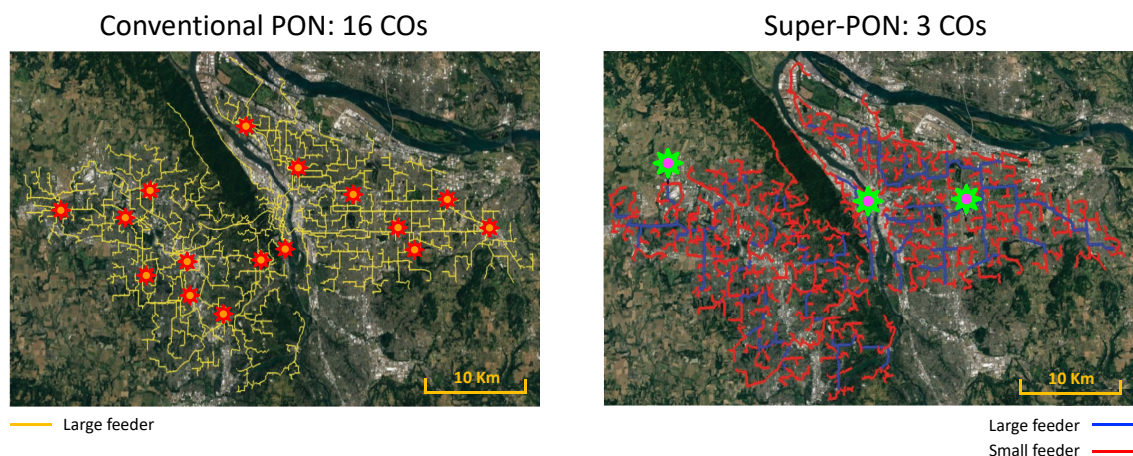 Conventional PON: 16 COs
Super-PON: 3 COs
10 Km
10 Km
Large feeder
Large feeder
Small feeder